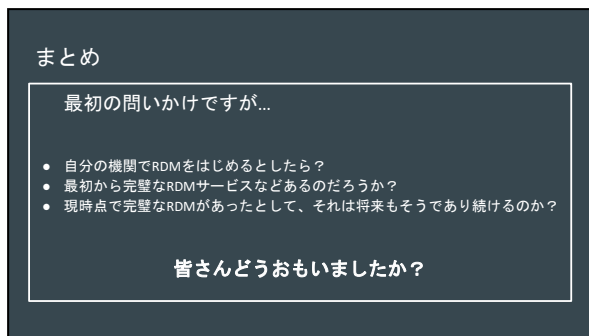 まとめ
最初の問いかけですが...
● 自分の機関でRDMをはじめるとしたら？
● 最初から完璧なRDMサービスなどあるのだろうか？
● 現時点で完璧なRDMがあったとして、それは将来もそうであり続けるのか？
皆さんどうおもいましたか？